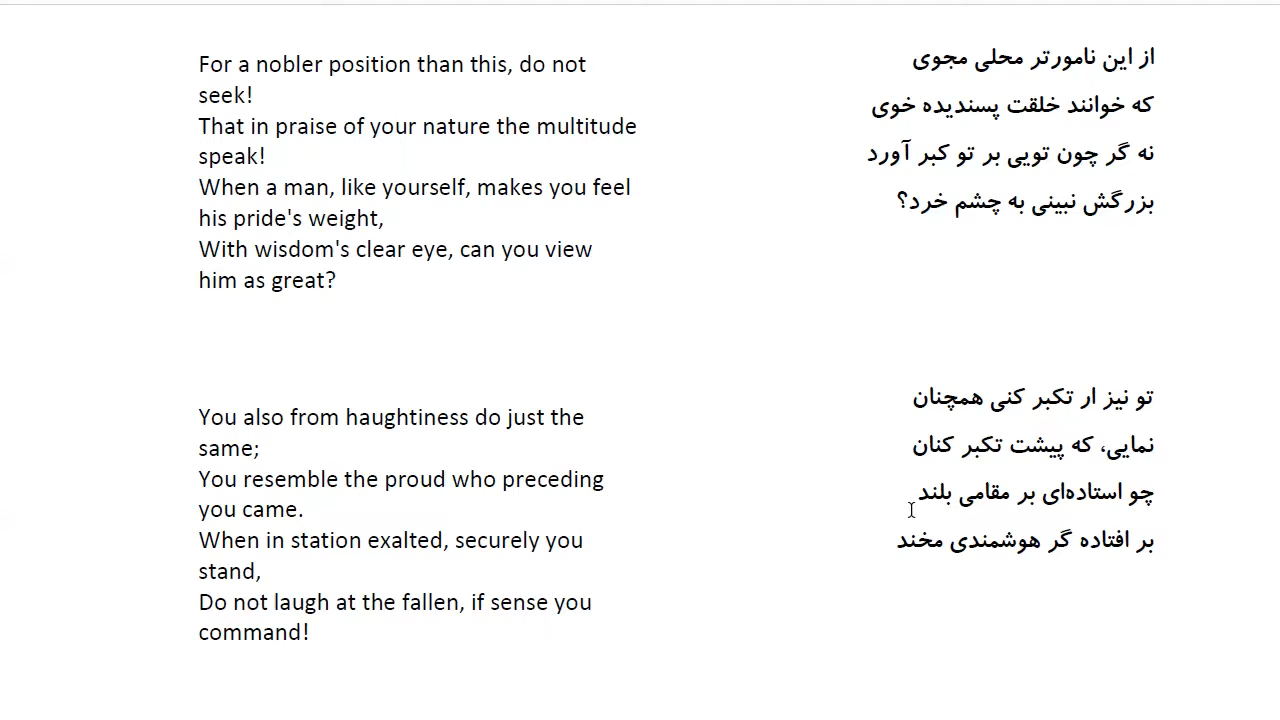 For a nobler position than this, do not
seek!
That in praise of your nature the multitude
speak!
When a man, like yourself, makes you feel
his pride's weight,
With wisdom's clear eye, can you view
him as great?
از این نامورتر محلی مجوی
که خوانند خلقت پسندیده خوی
نه گر چون تویی بر تو کبر آورد
بزرگش نبینی به چشم خرد؟
You also from haughtiness do just the
same;
You resemble the proud who preceding
you came.
When in station exalted, securely you
stand,
Do not laugh at the fallen, if sense you
command!
تو نیز ار تکبر کنی همچنان
نمایی، که پیشت تکبر کنان
چو استاده‌ای بر مقامی بلند
بر افتاده گر هوشمندی مخند